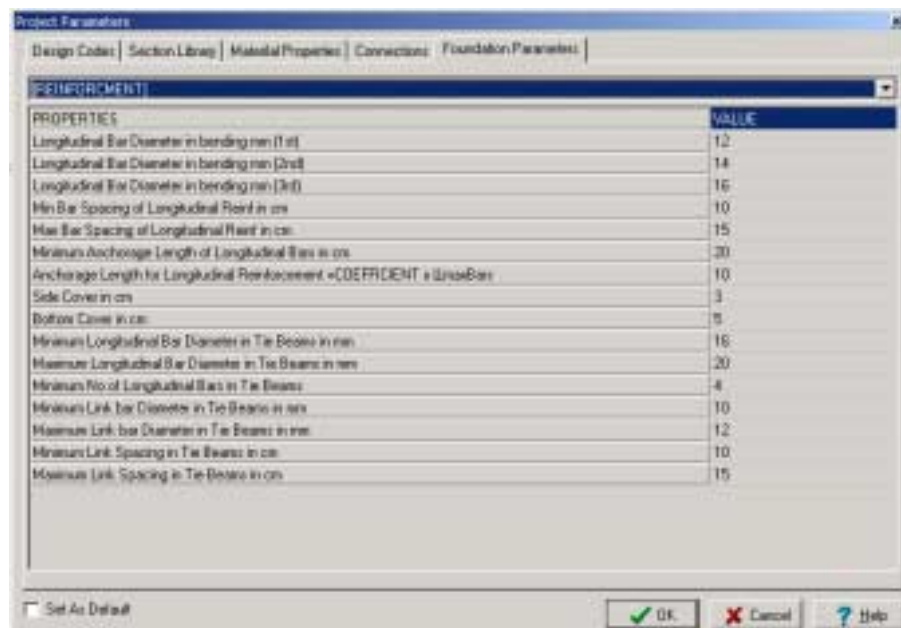 Project Parameters
Design Codes Section Library Material Properties Connections Foundation Parameters
[REINFORCMENT]
PROPERTIES VALUE
Longitudinal Bar Diameter in bending mm (1st) 12
Longitudinal Bar Diameter in bending mm (2nd) 14
Longitudinal Bar Diameter in bending mm (3rd) 16
Min Bar Spacing of Longitudinal Reinf in cm 10
Max Bar Spacing of Longitudinal Reinf in cm 15
Minimum Anchorage Length of Longitudinal Bars in cm 20
Anchorage Length for Longitudinal Reinforcement =COEFFICIENT x 10
Side Cover in cm 3
Bottom Cover in cm 5
Minimum Longitudinal Bar Diameter in Tie Beams in mm 16
Maximum Longitudinal Bar Diameter in Tie Beams in mm 20
Minimum No of Longitudinal Bars in Tie Beams 4
Minimum Link bar Diameter in Tie Beams in mm 10
Maximum Link bar Diameter in Tie Beams in mm 12
Minimum Link Spacing in Tie Beams in cm 10
Maximum Link Spacing in Tie Beams in cm 15
Set As Default OK Cancel Help